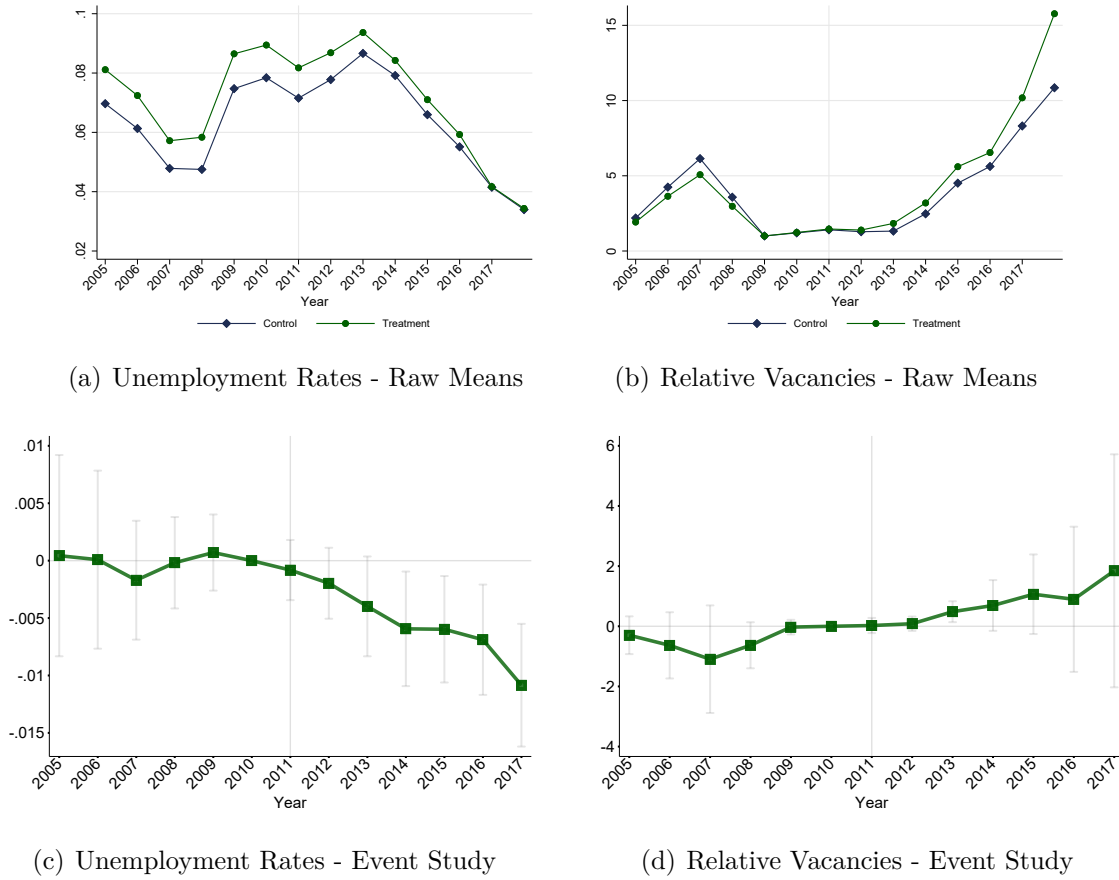 .1
.08
.06
.04
.02
2005 2006 2007 2008 2009 2010 2011 2012 2013 2014 2015 2016 2017
Year
Control Treatment
15
10
5
0
2005 2006 2007 2008 2009 2010 2011 2012 2013 2014 2015 2016 2017
Year
Control Treatment
(a) Unemployment Rates - Raw Means
(b) Relative Vacancies - Raw Means
.01
.005
0
-.005
-.01
-.015
2005 2006 2007 2008 2009 2010 2011 2012 2013 2014 2015 2016 2017
Year
6
4
2
0
-2
-4
2005 2006 2007 2008 2009 2010 2011 2012 2013 2014 2015 2016 2017
Year
(c) Unemployment Rates - Event Study
(d) Relative Vacancies - Event Study